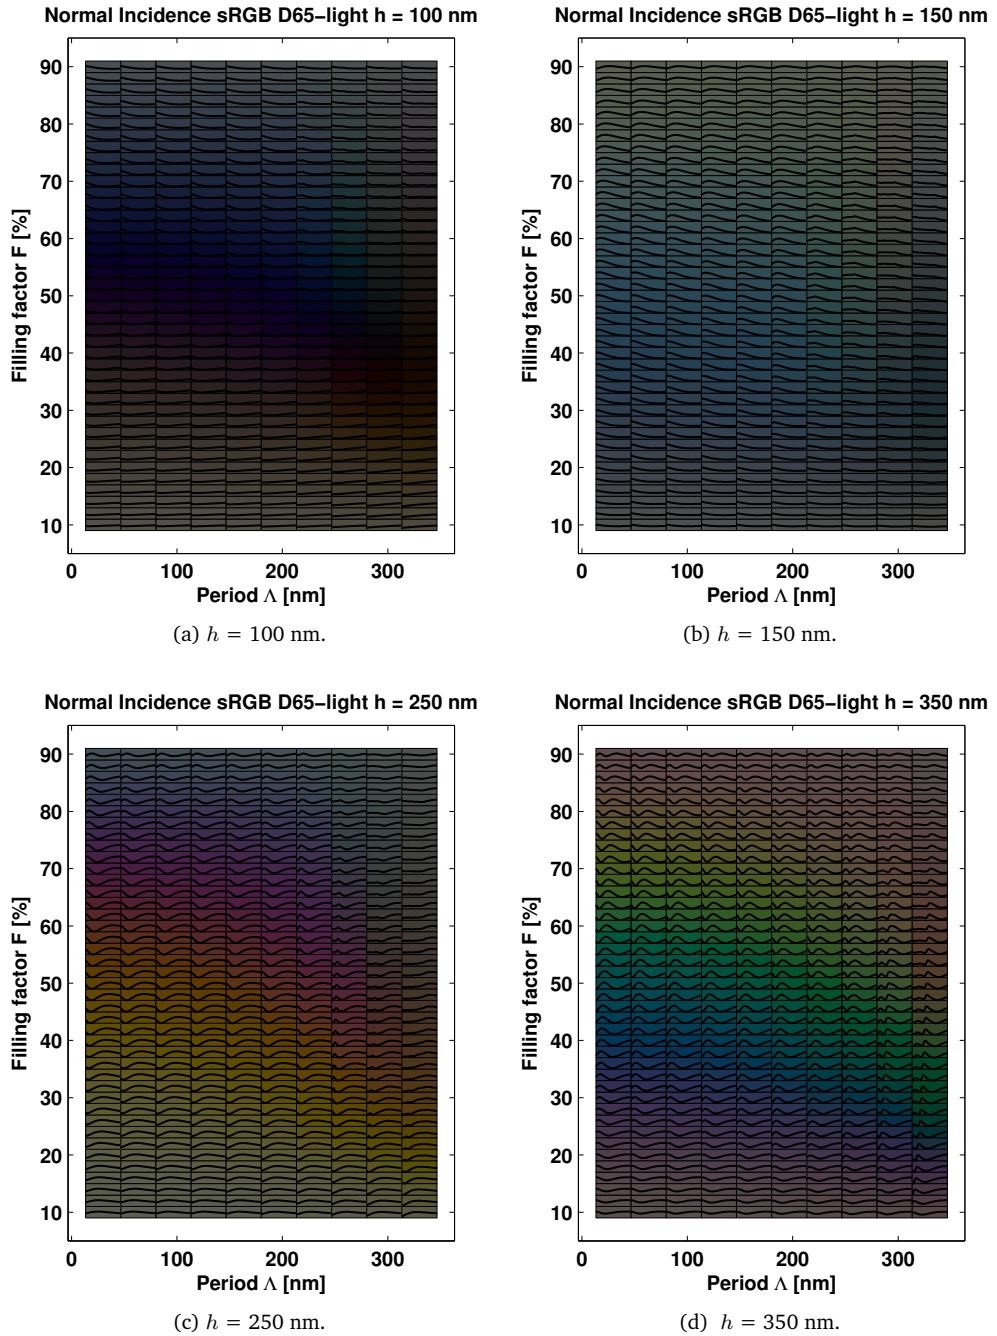 Normal Incidence sRGB D65−light h = 100 nm
90
80
70
60
50
40
30
20
10
Filling factor F [%]
0 100 200 300
Period Λ [nm]
(a) h = 100 nm.
Normal Incidence sRGB D65−light h = 150 nm
90
80
70
60
50
40
30
20
10
Filling factor F [%]
0 100 200 300
Period Λ [nm]
(b) h = 150 nm.
Normal Incidence sRGB D65−light h = 250 nm
90
80
70
60
50
40
30
20
10
Filling factor F [%]
0 100 200 300
Period Λ [nm]
(c) h = 250 nm.
Normal Incidence sRGB D65−light h = 350 nm
90
80
70
60
50
40
30
20
10
Filling factor F [%]
0 100 200 300
Period Λ [nm]
(d) h = 350 nm.